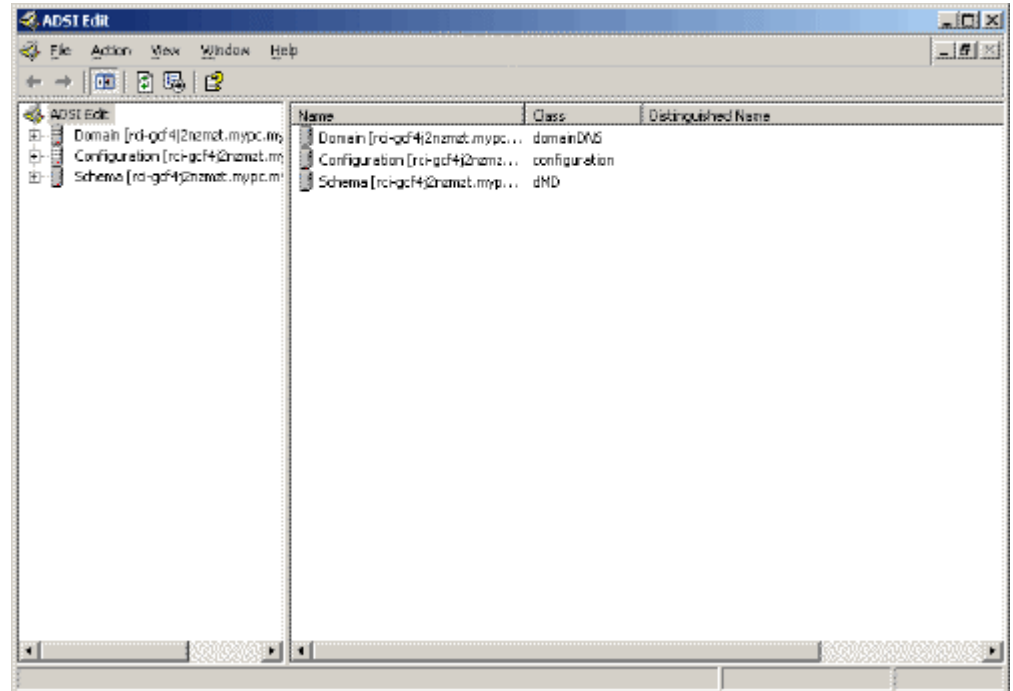 ADSI Edit
File Action View Window Help
ADSI Edit
Domain [rci-gcf4j2nzmzt.mypc.my
Configuration [rci-gcf4j2nzmzt.my
Schema [rci-gcf4j2nzmzt.mypc.m
Name Class Distinguished Name
Domain [rci-gcf4j2nzmzt.mypc... domainDNS
Configuration [rci-gcf4j2nzmz... configuration
Schema [rci-gcf4j2nzmzt.myp... dMD